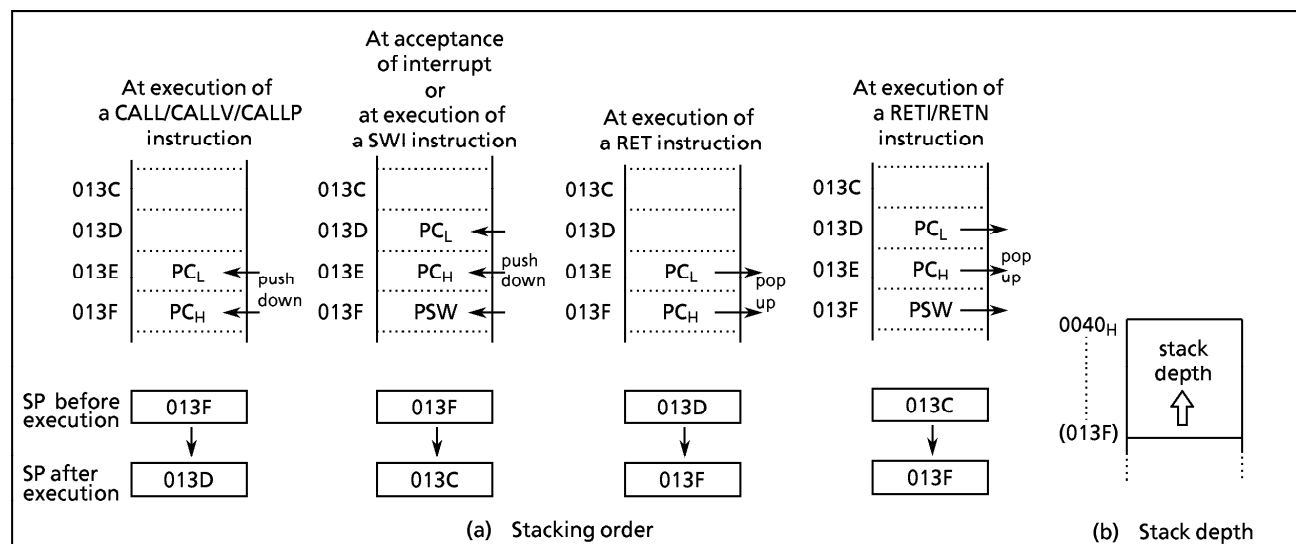 At execution of
a CALL/CALLV/CALLP
instruction
013C
013D
013E PCL
013F PCH
push
down
SP before
execution
013F
SP after
execution
013D
At acceptance
of interrupt
or
at execution of
a SWI instruction
013C
013D PCL
013E PCH
013F PSW
push
down
013F
013C
At execution of
a RET instruction
013C
013D
013E PCL
013F PCH
pop
up
013D
013F
At execution of
a RETI/RETN
instruction
013C
013D PCL
013E PCH
013F PSW
pop
up
013C
013F
(a) Stacking order
0040H
stack
depth
(013F)
(b) Stack depth